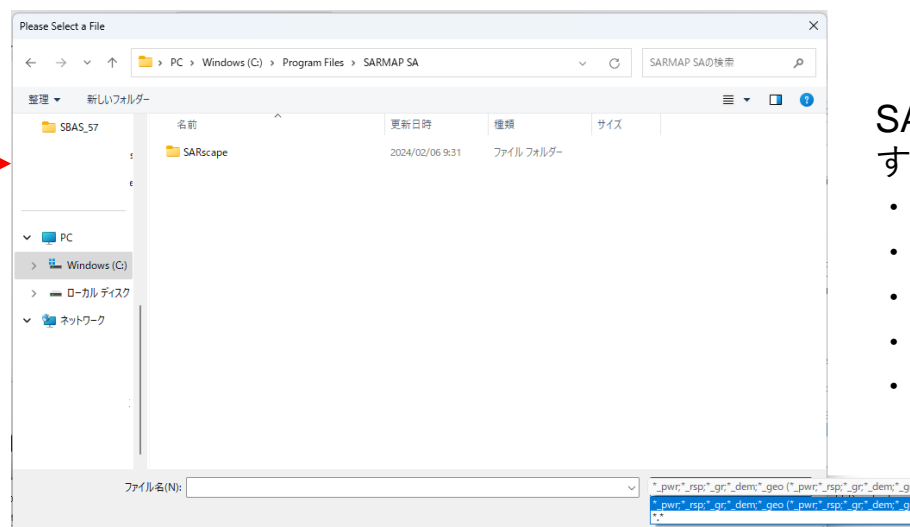 Please Select a File
PC > Windows (C:) > Program Files > SARMAP SA
SARMAP SAの検索
整理 新しいフォルダー
SBAS_57
名前 更新日時 種類 サイズ
SARscape 2024/02/06 9:31 ファイル フォルダー
PC
Windows (C:)
ローカル ディスク
ネットワーク
ファイル名(N):
*_pwr;*_rsp;*_gr;*_dem;*_geo (*_pwr;*_rsp;*_gr;*_dem;*_g
*_pwr;*_rsp;*_gr;*_dem;*_geo (*_pwr;*_rsp;*_gr;*_dem;*_g
*.*
SA
す
•
•
•
•
•